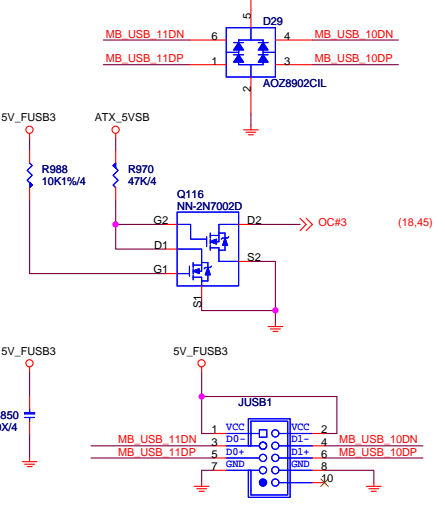 5
D29
MB_USB_11DN 6 4 MB_USB_10DN
MB_USB_11DP 1 3 MB_USB_10DP
AOZ8902CIL
2
5V_FUSB3 ATX_5VSB
R988
10K1%/4
R970
47K/4
Q116
NN-2N7002D
G2 D2 OC#3 (18,45)
D1
S2
G1
S1
5V_FUSB3 5V_FUSB3
850
0X/4
JUSB1
1 VCC VCC 2
MB_USB_11DN 3 D0- D1- 4 MB_USB_10DN
MB_USB_11DP 5 D0+ D1+ 6 MB_USB_10DP
7 GND GND 8
10